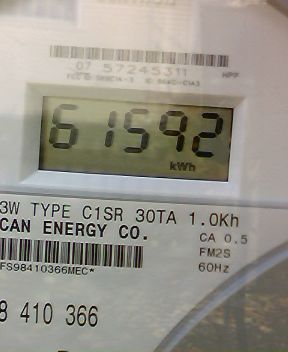 07 57245311
61592
kWh
3W TYPE C1SR 30TA 1.0Kh
CAN ENERGY CO.
CA 0.5
FM2S
FS98410366MEC*
60Hz
8 410 366